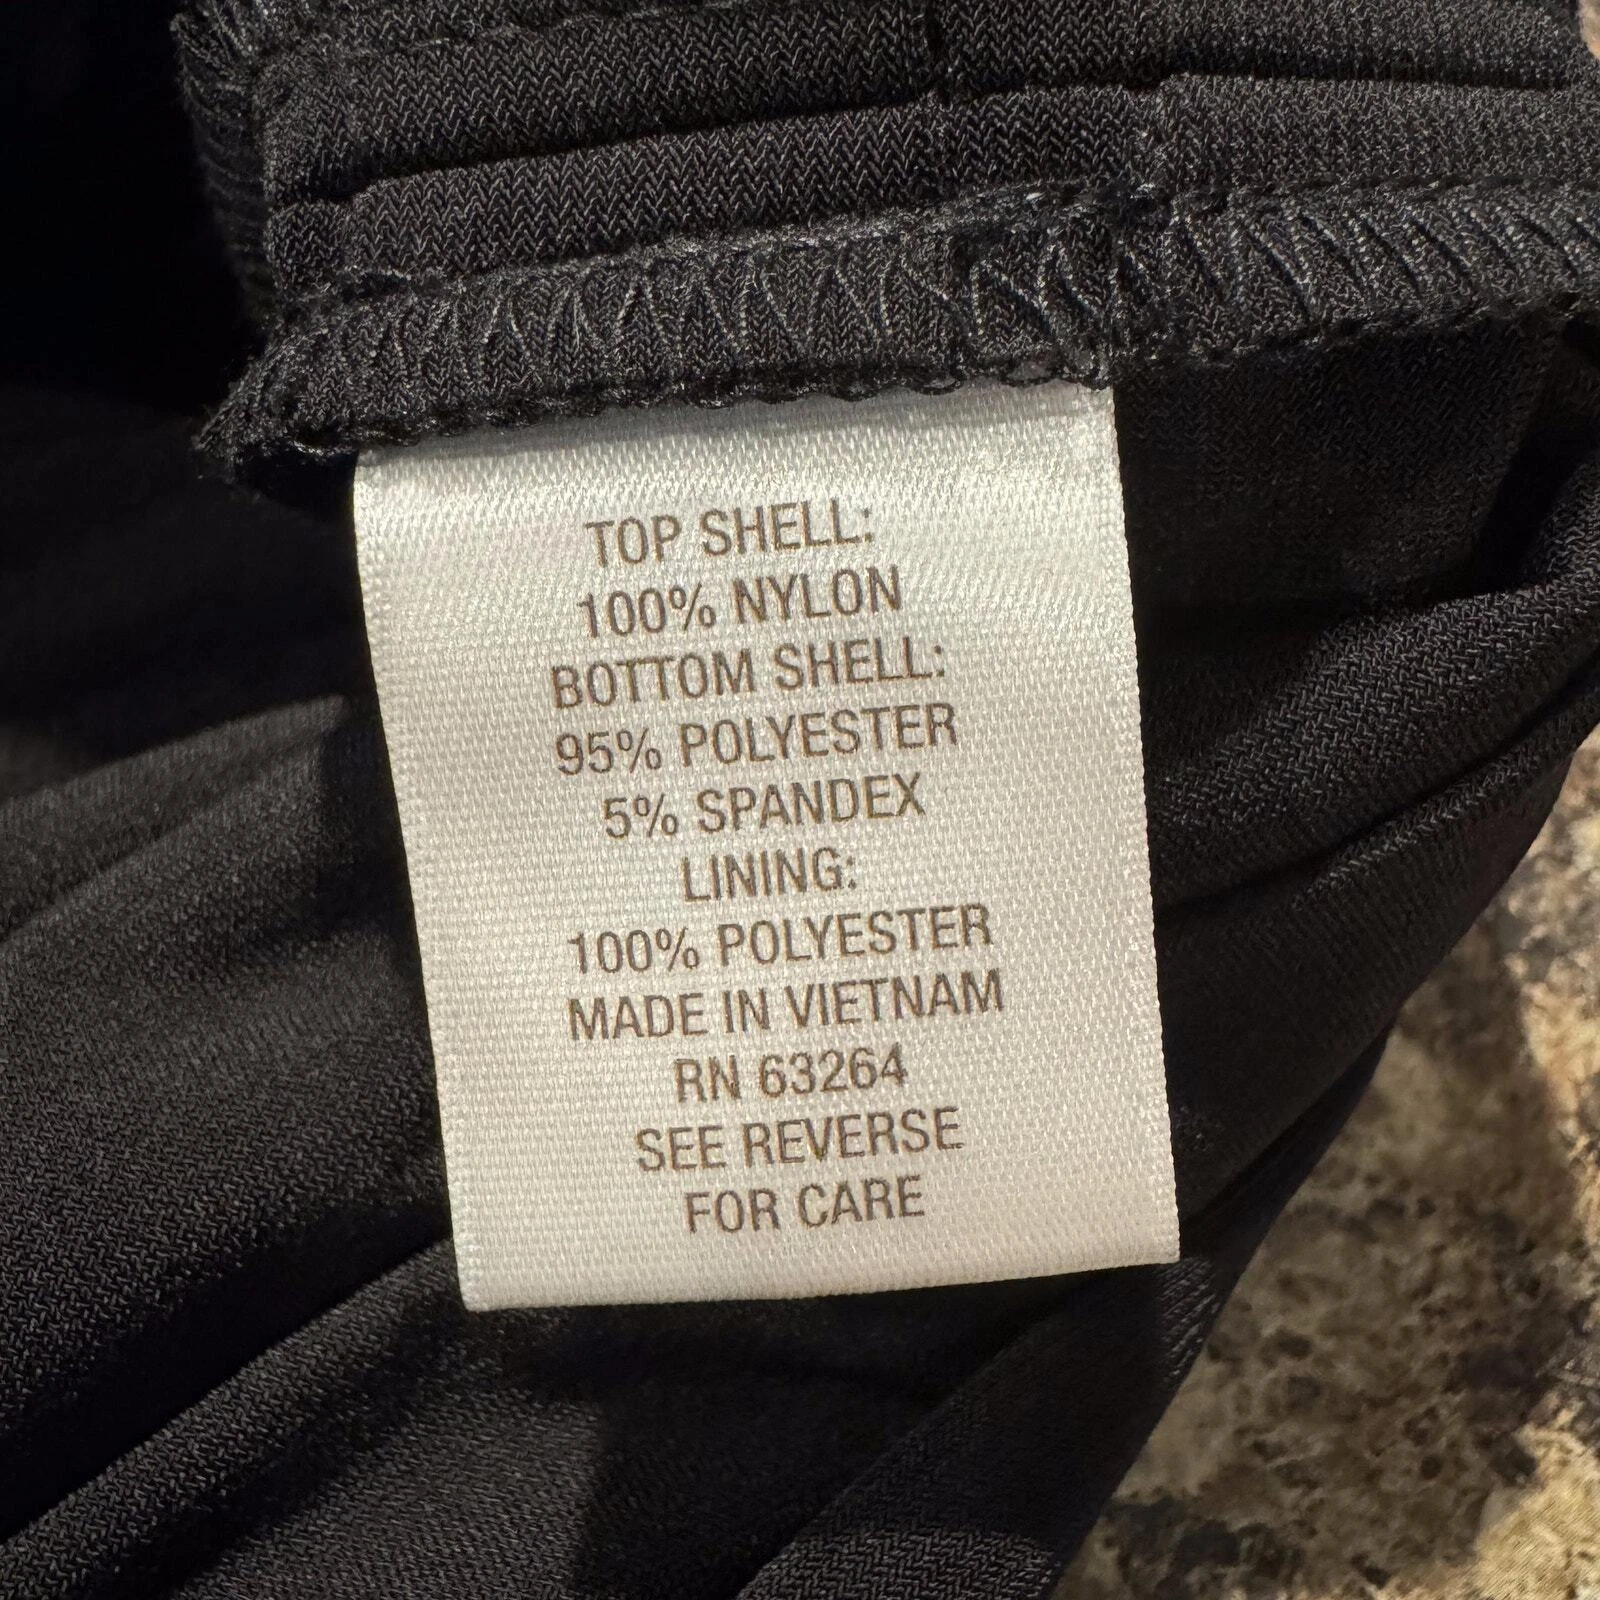 TOP SHELL:
100% NYLON
BOTTOM SHELL:
95% POLYESTER
5% SPANDEX
LINING:
100% POLYESTER
MADE IN VIETNAM
RN 63264
SEE REVERSE
FOR CARE